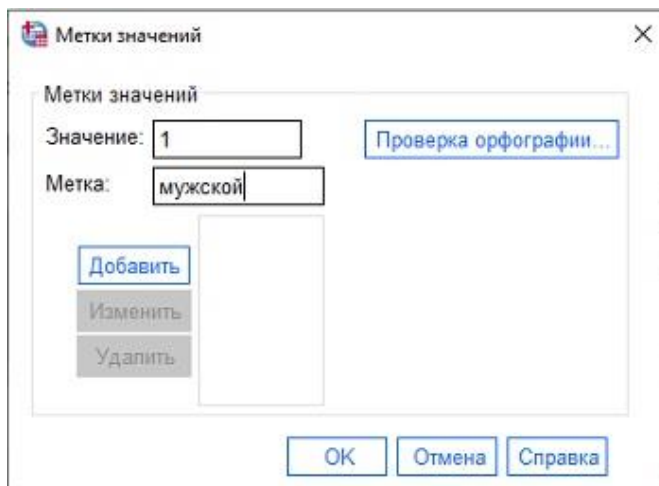 Метки значений
Метки значений
Значение: 1
Проверка орфографии...
Метка: мужской
Добавить
Изменить
Удалить
OK Отмена Справка